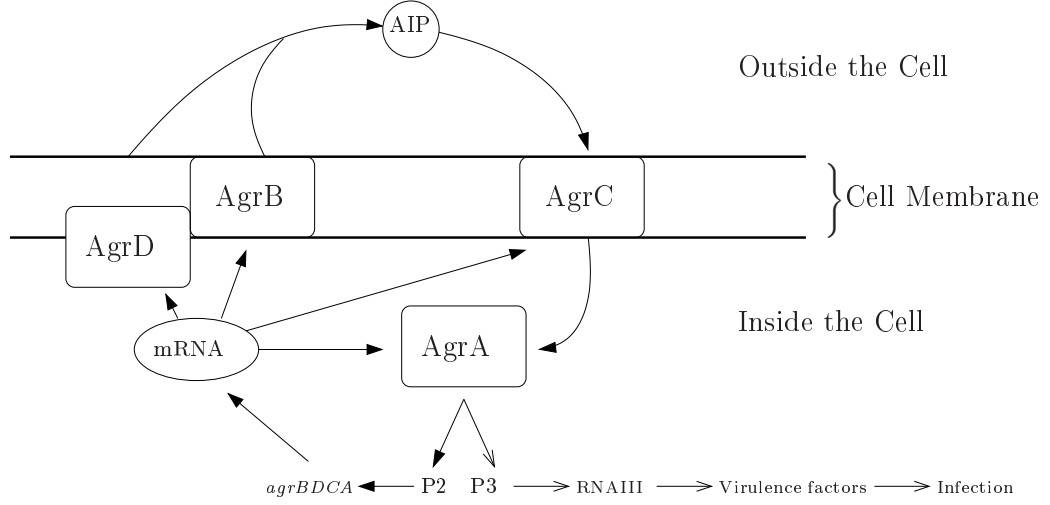 AIP
Outside the Cell
AgrB
AgrC
Cell Membrane
AgrD
Inside the Cell
mRNA
AgrA
agrBDCA
P2
P3
RNAIII
Virulence factors
Infection